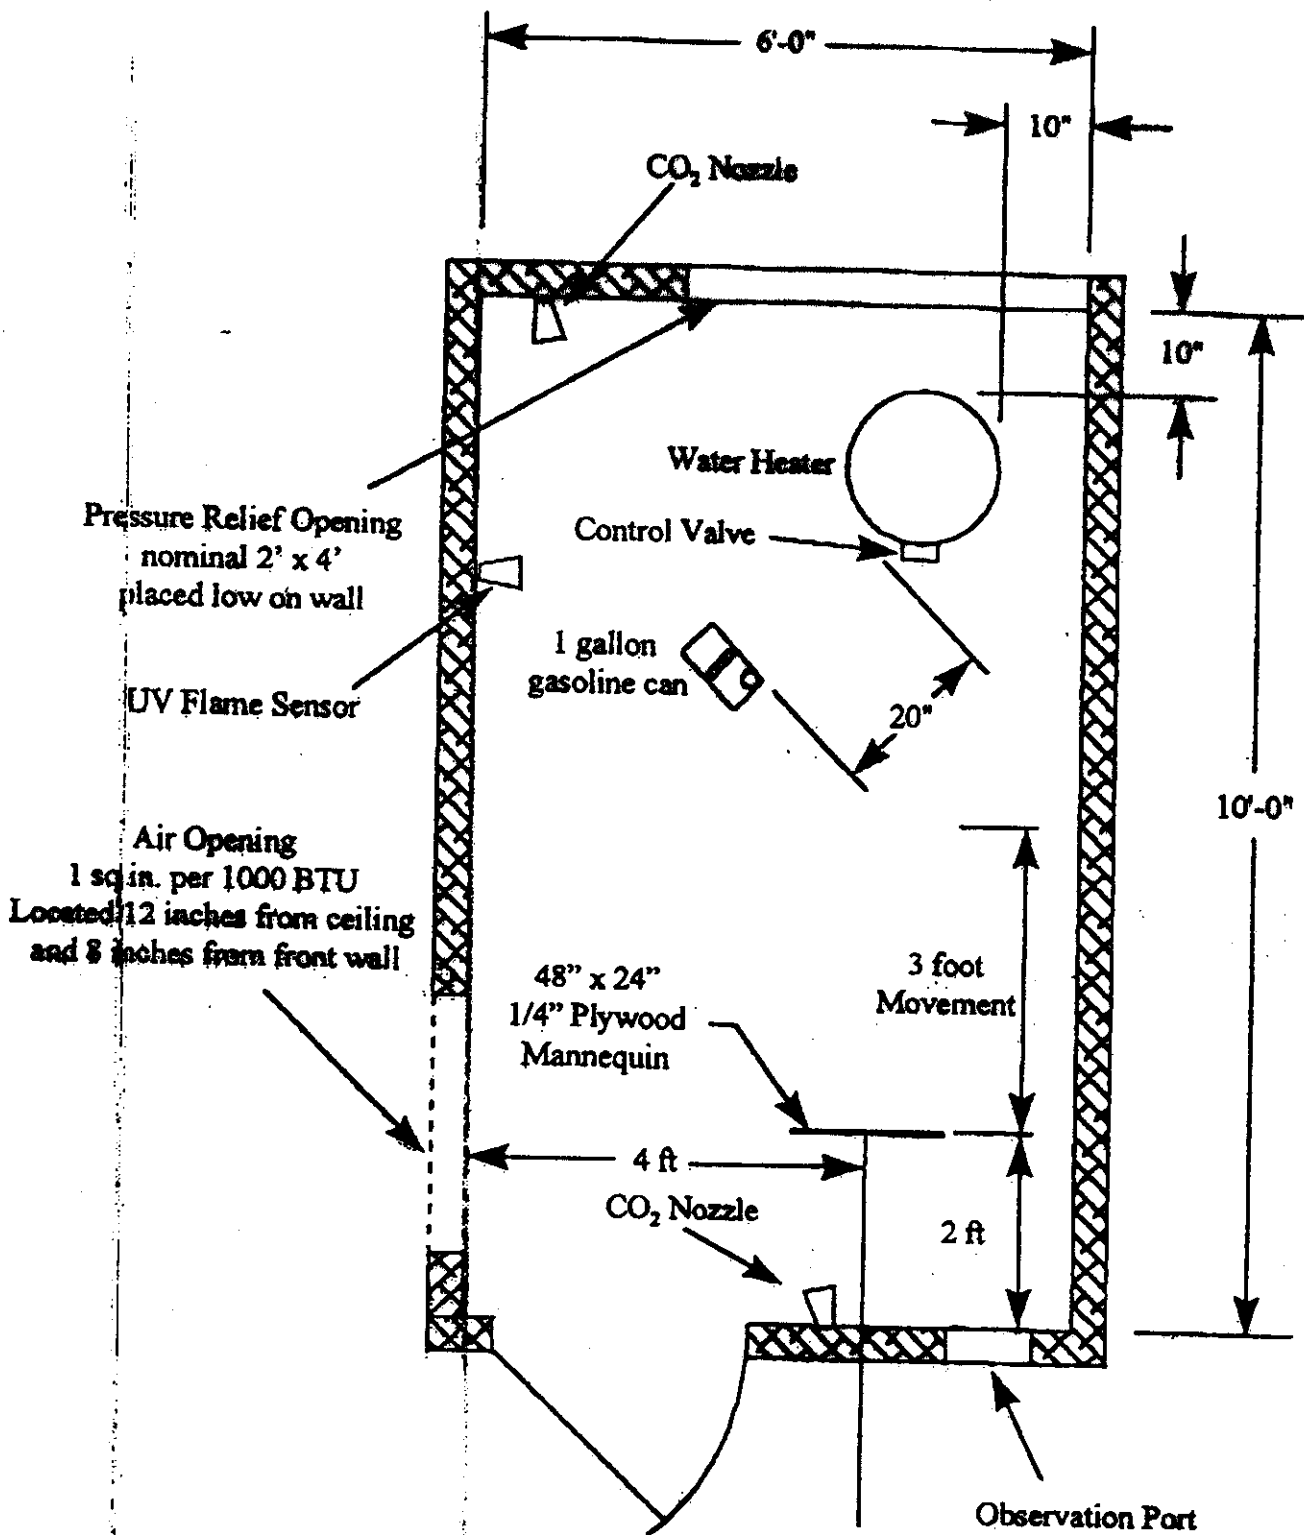 6'-0"
10"
CO₂ Nozzle
10"
Water Heater
Pressure Relief Opening
nominal 2' x 4'
placed low on wall
Control Valve
1 gallon
gasoline can
UV Flame Sensor
20"
10'-0"
Air Opening
1 sq in. per 1000 BTU
Located 12 inches from ceiling
and 8 inches from front wall
3 foot
Movement
48" x 24"
1/4" Plywood
Mannequin
4 ft
CO₂ Nozzle
2 ft
Observation Port